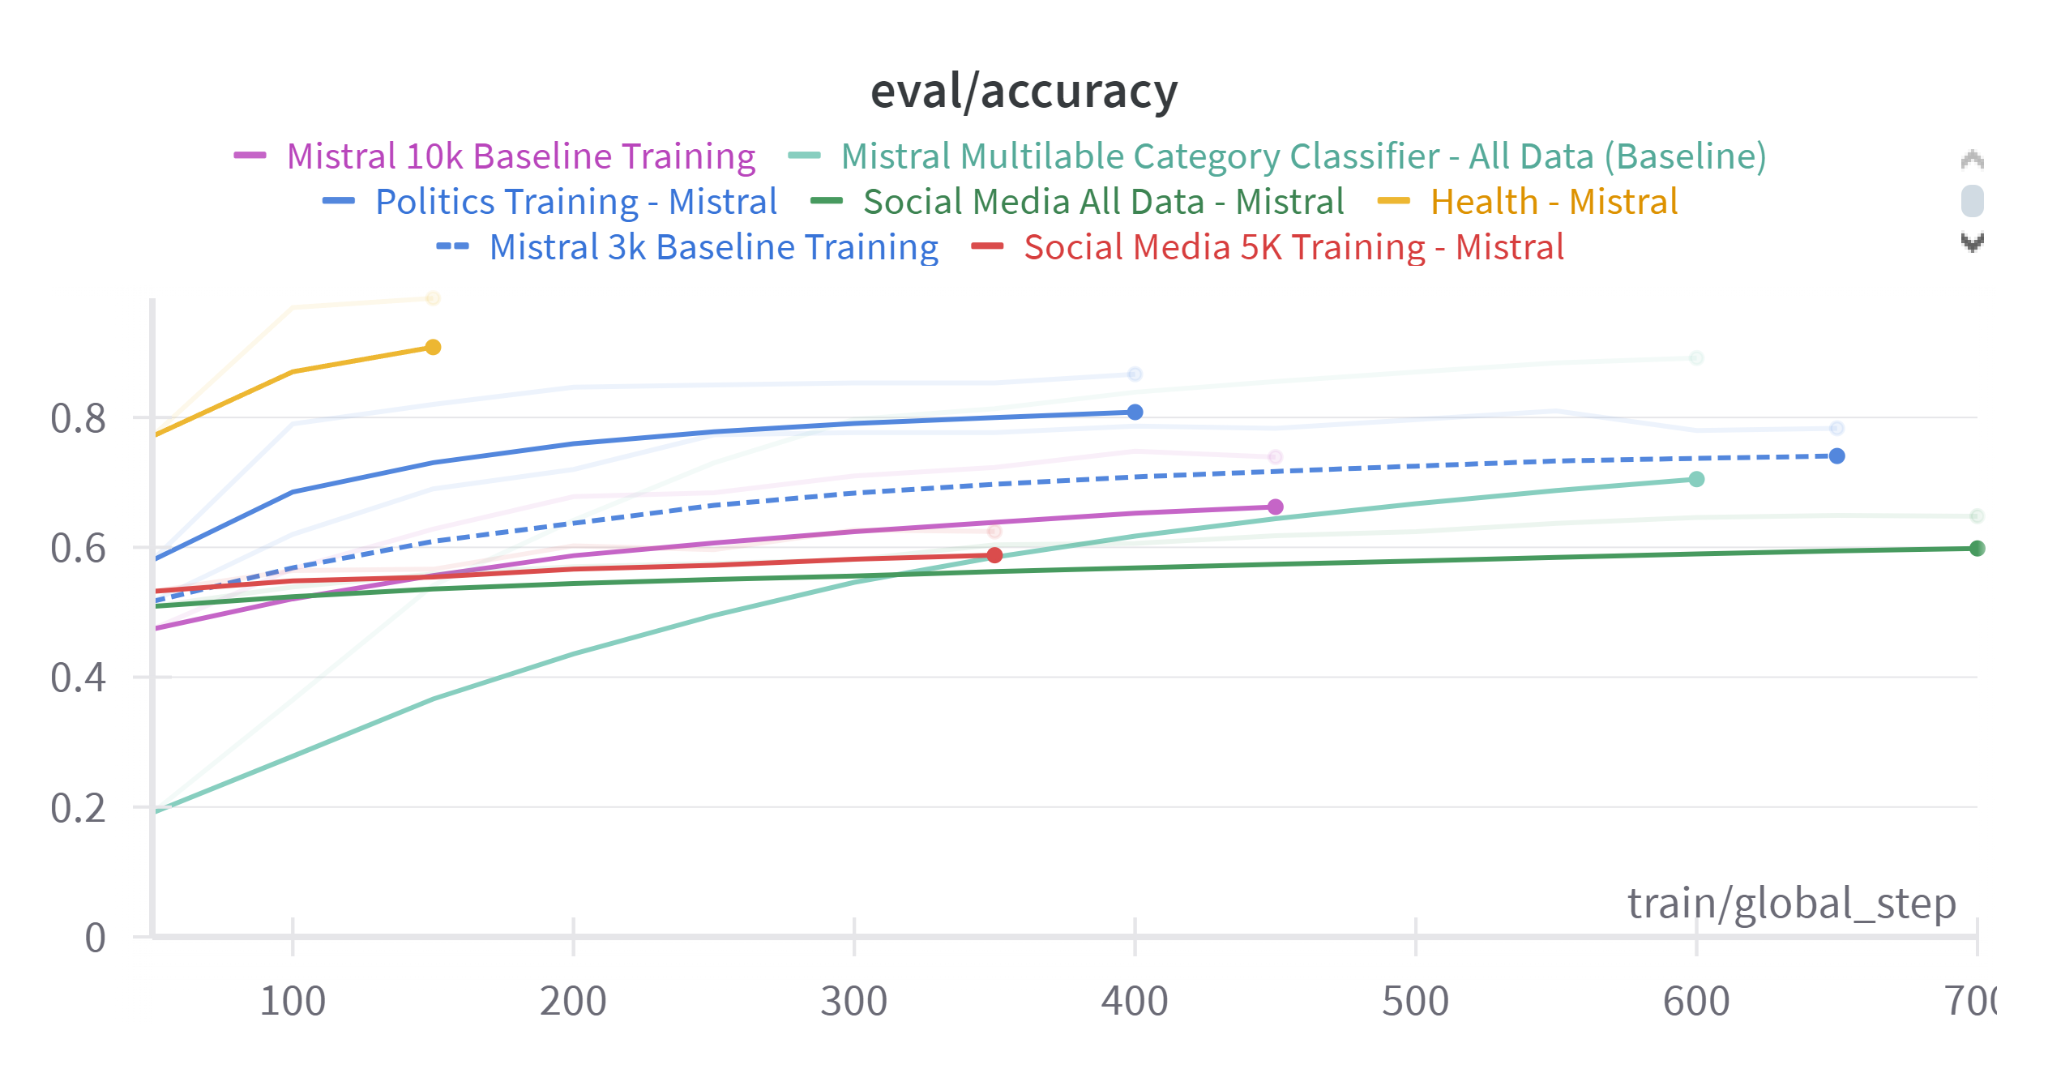 eval/accuracy
Mistral 10k Baseline Training Mistral Multilable Category Classifier - All Data (Baseline)
Politics Training - Mistral Social Media All Data - Mistral Health - Mistral
Mistral 3k Baseline Training Social Media 5K Training - Mistral
0.8
0.6
0.4
0.2
0
train/global_step
100 200 300 400 500 600 700